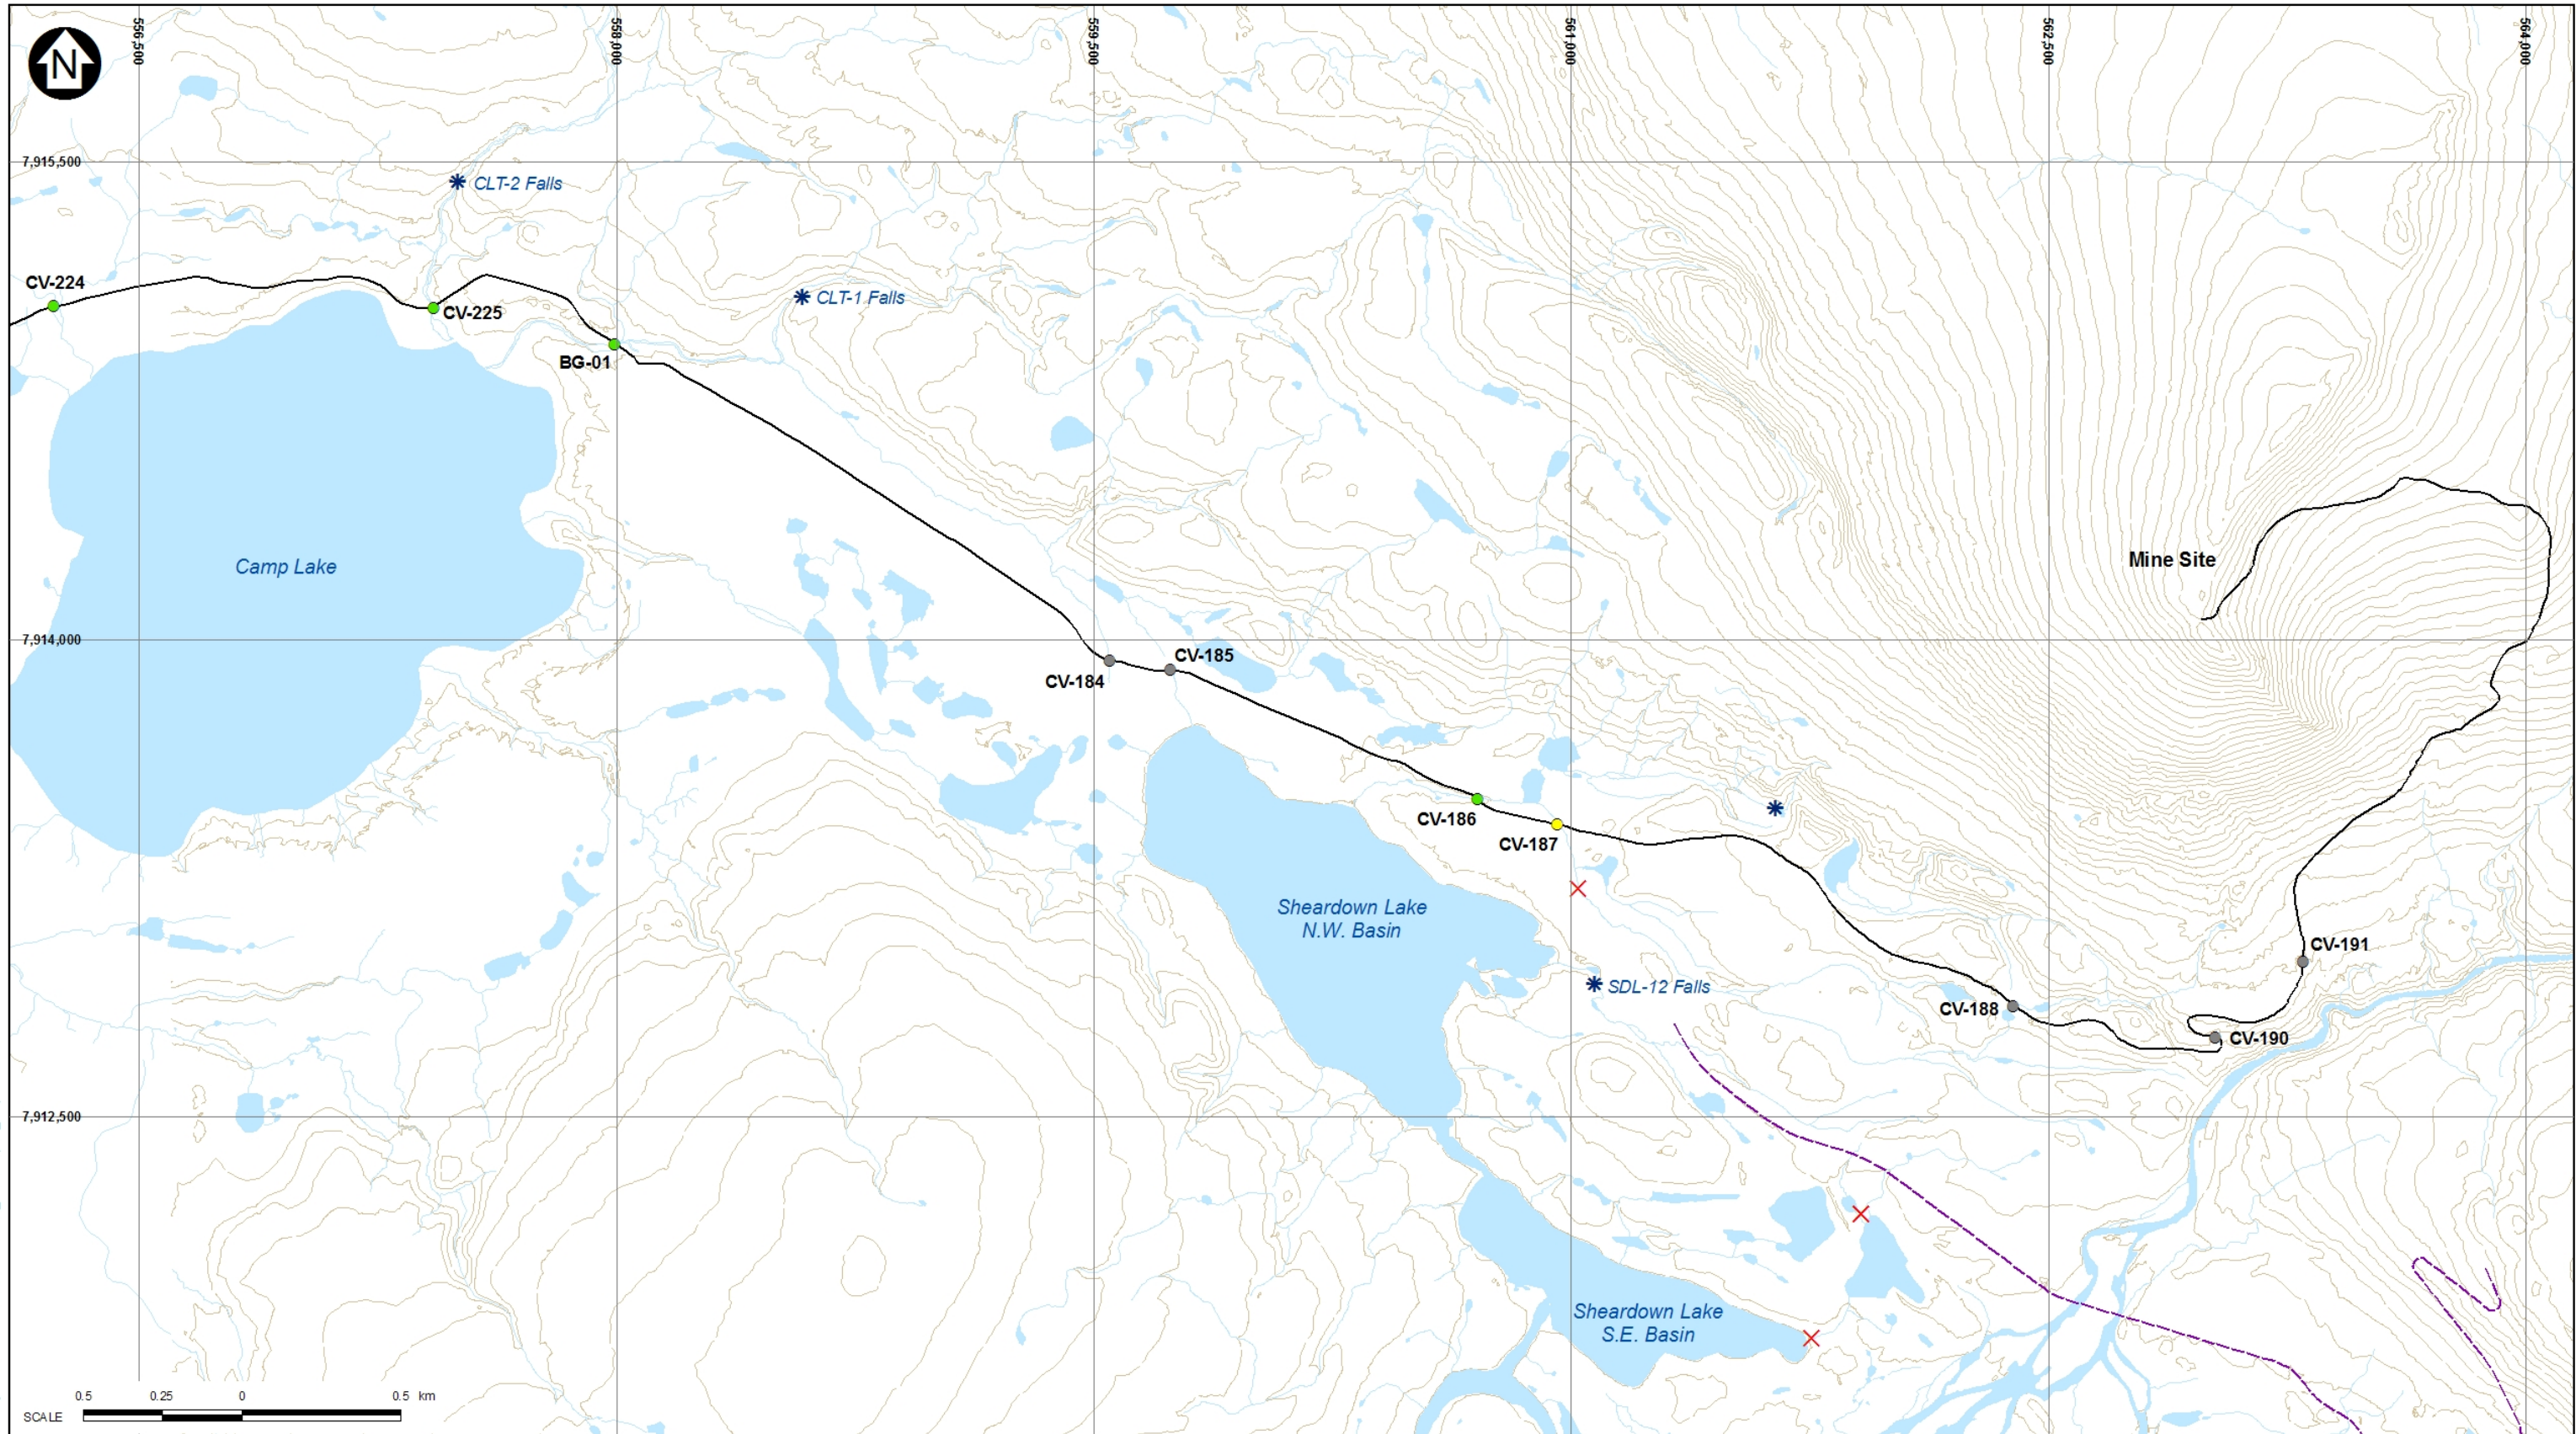 556,500
558,000
559,500
561,000
562,500
564,000
N
7,915,500
CLT-2 Falls
CV-224
CV-225
CLT-1 Falls
BG-01
Mine Site
Camp Lake
7,914,000
CV-185
CV-184
CV-186
CV-187
Sheardown Lake
N.W. Basin
CV-191
SDL-12 Falls
CV-188
CV-190
7,912,500
Sheardown Lake
S.E. Basin
0.5 0.25 0 0.5 km
SCALE